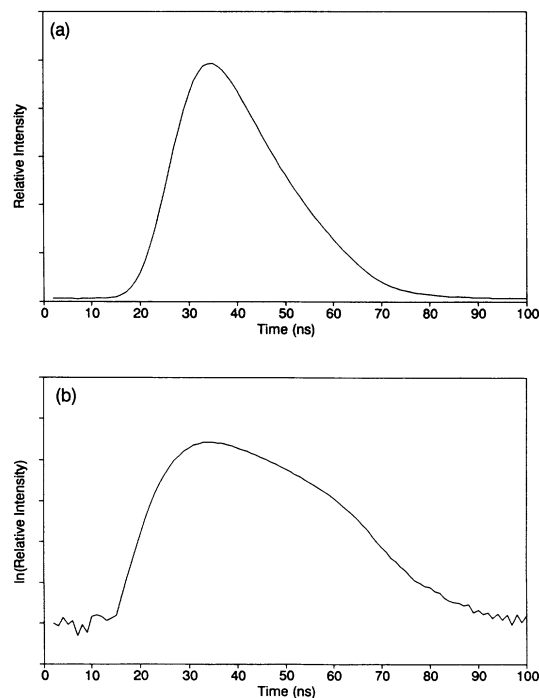 (a)
Relative Intensity
0 10 20 30 40 50 60 70 80 90 100
Time (ns)
(b)
ln(Relative Intensity)
0 10 20 30 40 50 60 70 80 90 100
Time (ns)